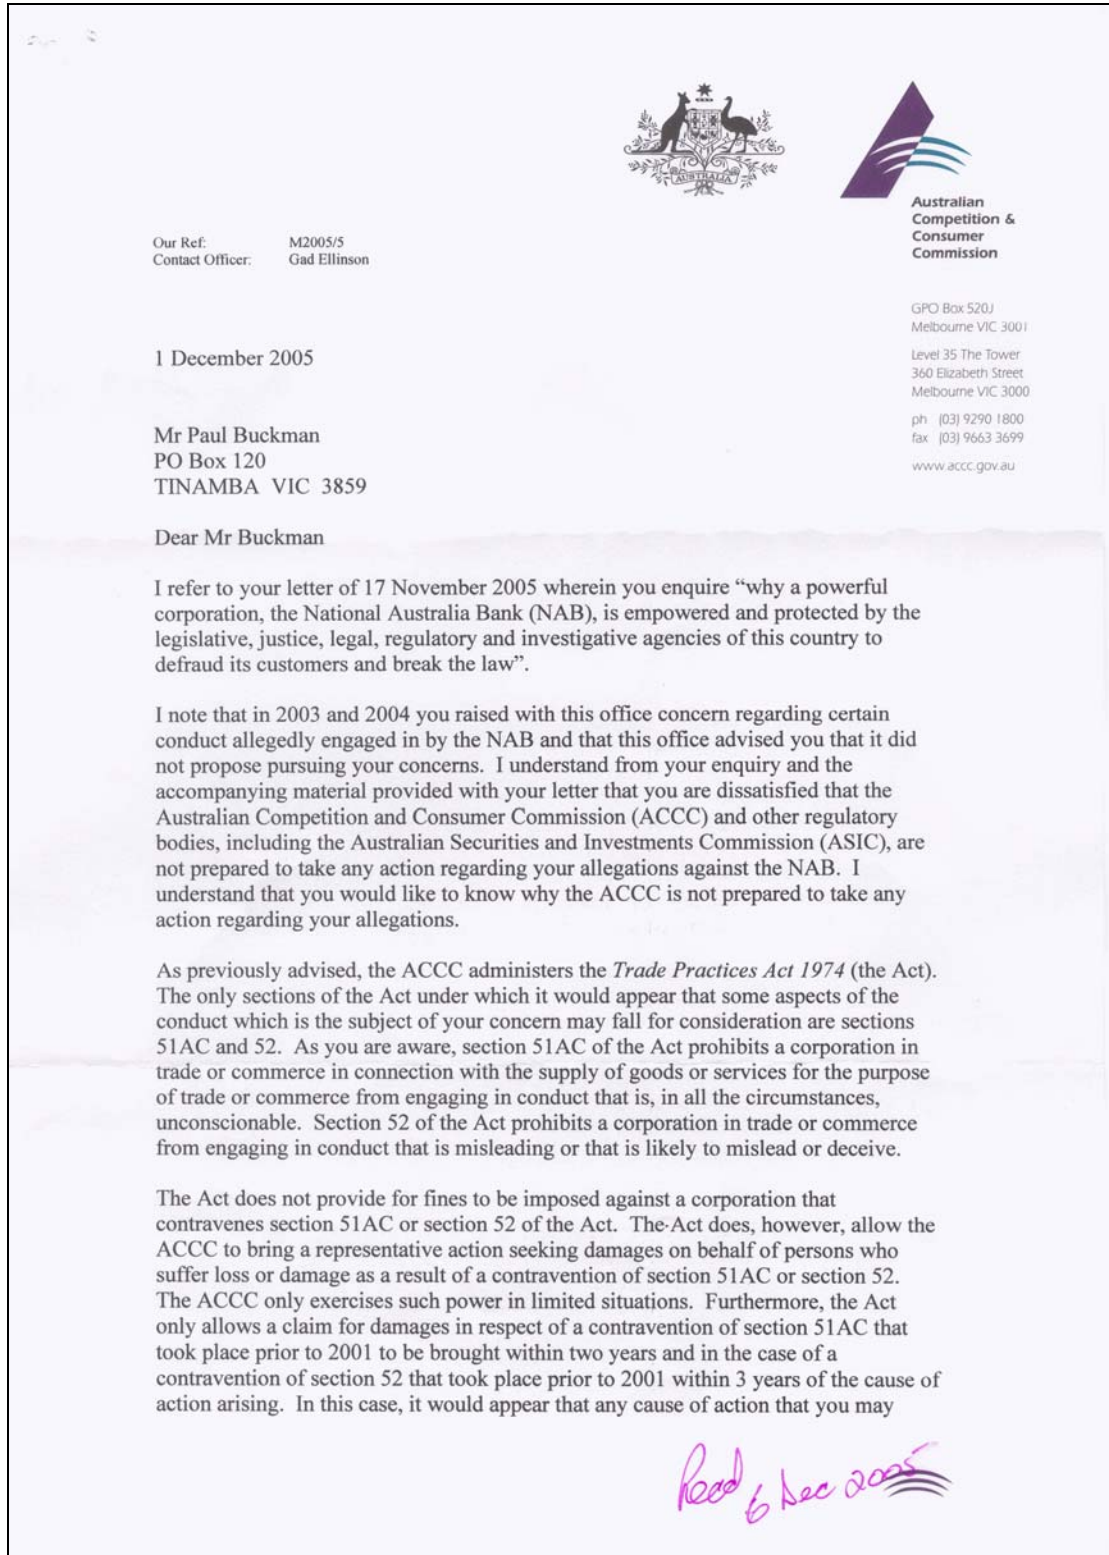 AUSTRALIA
Australian
Competition &
Consumer
Commission
Our Ref: M2005/5
Contact Officer: Gad Ellinson
GPO Box 520J
Melbourne VIC 3001
Level 35 The Tower
360 Elizabeth Street
Melbourne VIC 3000
ph (03) 9290 1800
fax (03) 9663 3699
www.accc.gov.au
1 December 2005
Mr Paul Buckman
PO Box 120
TINAMBA VIC 3859
Dear Mr Buckman
I refer to your letter of 17 November 2005 wherein you enquire “why a powerful
corporation, the National Australia Bank (NAB), is empowered and protected by the
legislative, justice, legal, regulatory and investigative agencies of this country to
defraud its customers and break the law”.
I note that in 2003 and 2004 you raised with this office concern regarding certain
conduct allegedly engaged in by the NAB and that this office advised you that it did
not propose pursuing your concerns. I understand from your enquiry and the
accompanying material provided with your letter that you are dissatisfied that the
Australian Competition and Consumer Commission (ACCC) and other regulatory
bodies, including the Australian Securities and Investments Commission (ASIC), are
not prepared to take any action regarding your allegations against the NAB. I
understand that you would like to know why the ACCC is not prepared to take any
action regarding your allegations.
As previously advised, the ACCC administers the Trade Practices Act 1974 (the Act).
The only sections of the Act under which it would appear that some aspects of the
conduct which is the subject of your concern may fall for consideration are sections
51AC and 52. As you are aware, section 51AC of the Act prohibits a corporation in
trade or commerce in connection with the supply of goods or services for the purpose
of trade or commerce from engaging in conduct that is, in all the circumstances,
unconscionable. Section 52 of the Act prohibits a corporation in trade or commerce
from engaging in conduct that is misleading or that is likely to mislead or deceive.
The Act does not provide for fines to be imposed against a corporation that
contravenes section 51AC or section 52 of the Act. The Act does, however, allow the
ACCC to bring a representative action seeking damages on behalf of persons who
suffer loss or damage as a result of a contravention of section 51AC or section 52.
The ACCC only exercises such power in limited situations. Furthermore, the Act
only allows a claim for damages in respect of a contravention of section 51AC that
took place prior to 2001 to be brought within two years and in the case of a
contravention of section 52 that took place prior to 2001 within 3 years of the cause of
action arising. In this case, it would appear that any cause of action that you may
6 Dec 2005